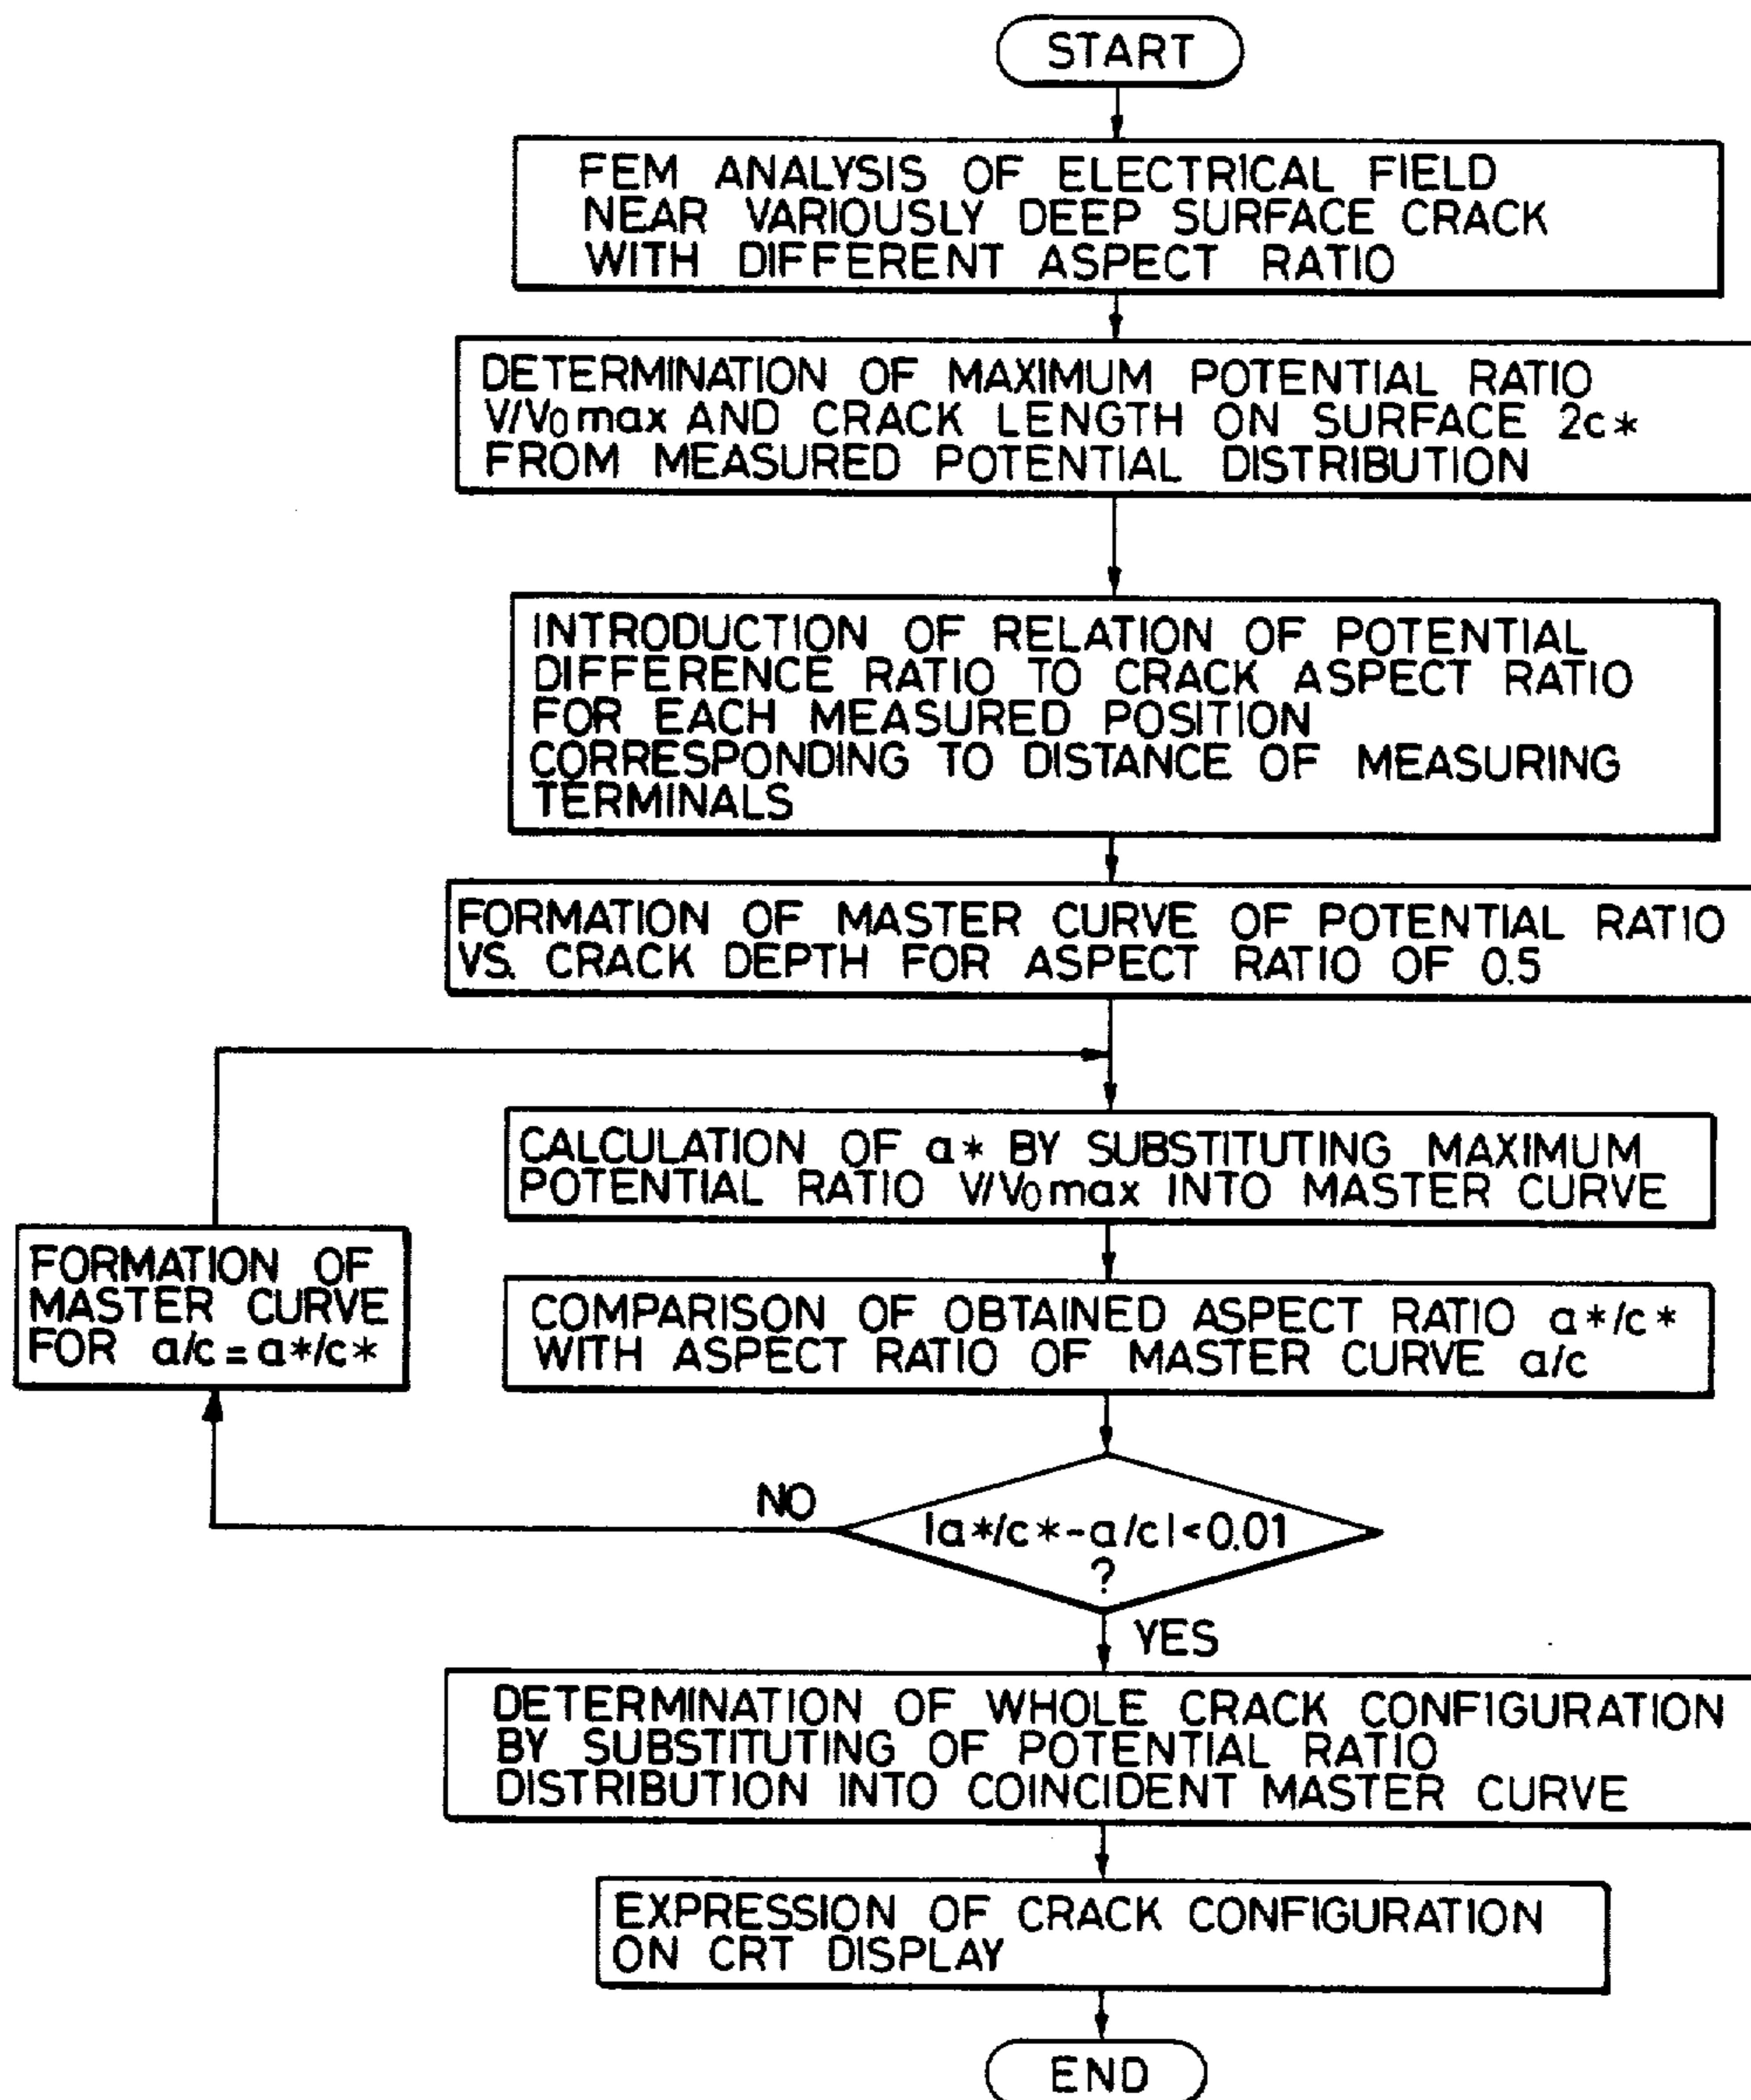 START
FEM ANALYSIS OF ELECTRICAL FIELD
NEAR VARIOUSLY DEEP SURFACE CRACK
WITH DIFFERENT ASPECT RATIO
DETERMINATION OF MAXIMUM POTENTIAL RATIO
V/V0 max AND CRACK LENGTH ON SURFACE 2c*
FROM MEASURED POTENTIAL DISTRIBUTION
INTRODUCTION OF RELATION OF POTENTIAL
DIFFERENCE RATIO TO CRACK ASPECT RATIO
FOR EACH MEASURED POSITION
CORRESPONDING TO DISTANCE OF MEASURING
TERMINALS
FORMATION OF MASTER CURVE OF POTENTIAL RATIO
VS. CRACK DEPTH FOR ASPECT RATIO OF 0.5
CALCULATION OF a* BY SUBSTITUTING MAXIMUM
POTENTIAL RATIO V/V0 max INTO MASTER CURVE
FORMATION OF
MASTER CURVE
FOR a/c = a*/c*
COMPARISON OF OBTAINED ASPECT RATIO a*/c*
WITH ASPECT RATIO OF MASTER CURVE a/c
NO
|a*/c*-a/c|<0.01
?
YES
DETERMINATION OF WHOLE CRACK CONFIGURATION
BY SUBSTITUTING OF POTENTIAL RATIO
DISTRIBUTION INTO COINCIDENT MASTER CURVE
EXPRESSION OF CRACK CONFIGURATION
ON CRT DISPLAY
END